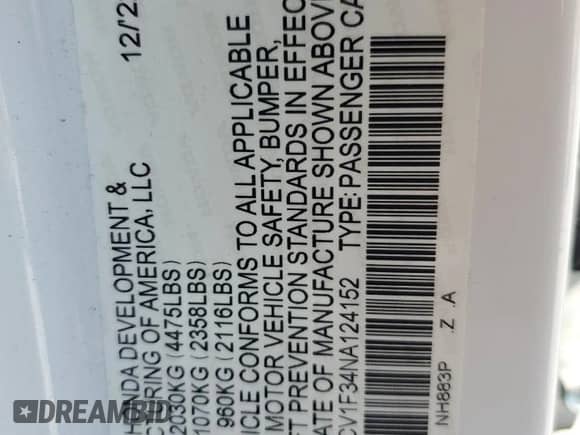 12/2
HONDA DEVELOPMENT &
CTURING OF AMERICA, LLC
2030KG (4475LBS)
1070KG (2358LBS)
960KG (2116LBS)
ICLE CONFORMS TO ALL APPLICABLE
MOTOR VEHICLE SAFETY, BUMPER,
FT PREVENTION STANDARDS IN EFFEC
ATE OF MANUFACTURE SHOWN ABOV
CV1F34NA124152 TYPE: PASSENGER CA
NH883P Z .A
DREAMBID